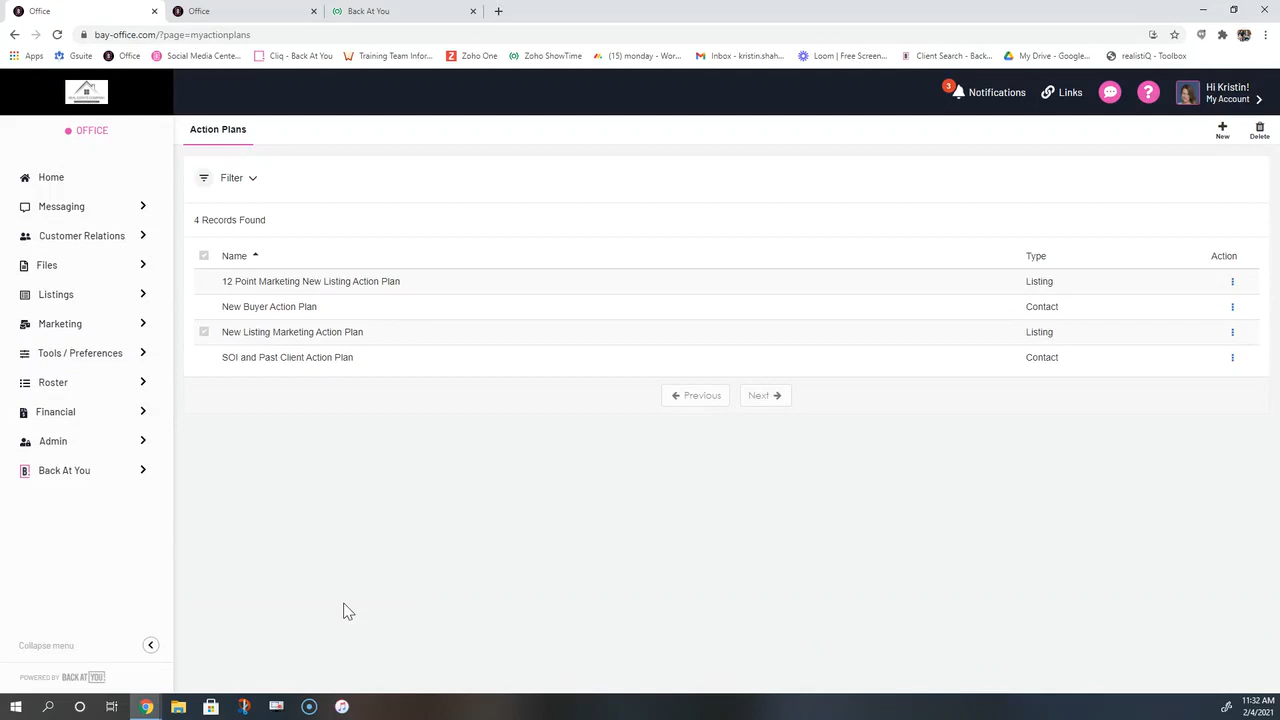 Office
Office
Back At You
bay-office.com/?page=myactionplans
Apps
Gsuite
Office
Social Media Cente...
Cliq - Back At You
Training Team Infor...
Zoho One
Zoho ShowTime
(15) monday - Wor...
Inbox - kristin.shah...
Loom | Free Screen...
Client Search - Back...
My Drive - Google...
realistiQ - Toolbox
3
Notifications
Links
Hi Kristin!
My Account
OFFICE
Action Plans
New
Delete
Home
Messaging
Customer Relations
Files
Listings
Marketing
Tools / Preferences
Roster
Financial
Admin
B! Back At You
Filter
4 Records Found
Name Type Action
12 Point Marketing New Listing Action Plan Listing
New Buyer Action Plan Contact
New Listing Marketing Action Plan Listing
SOI and Past Client Action Plan Contact
Previous
Next
Collapse menu
POWERED BY BACK AT YOU!
11:32 AM
2/4/2021